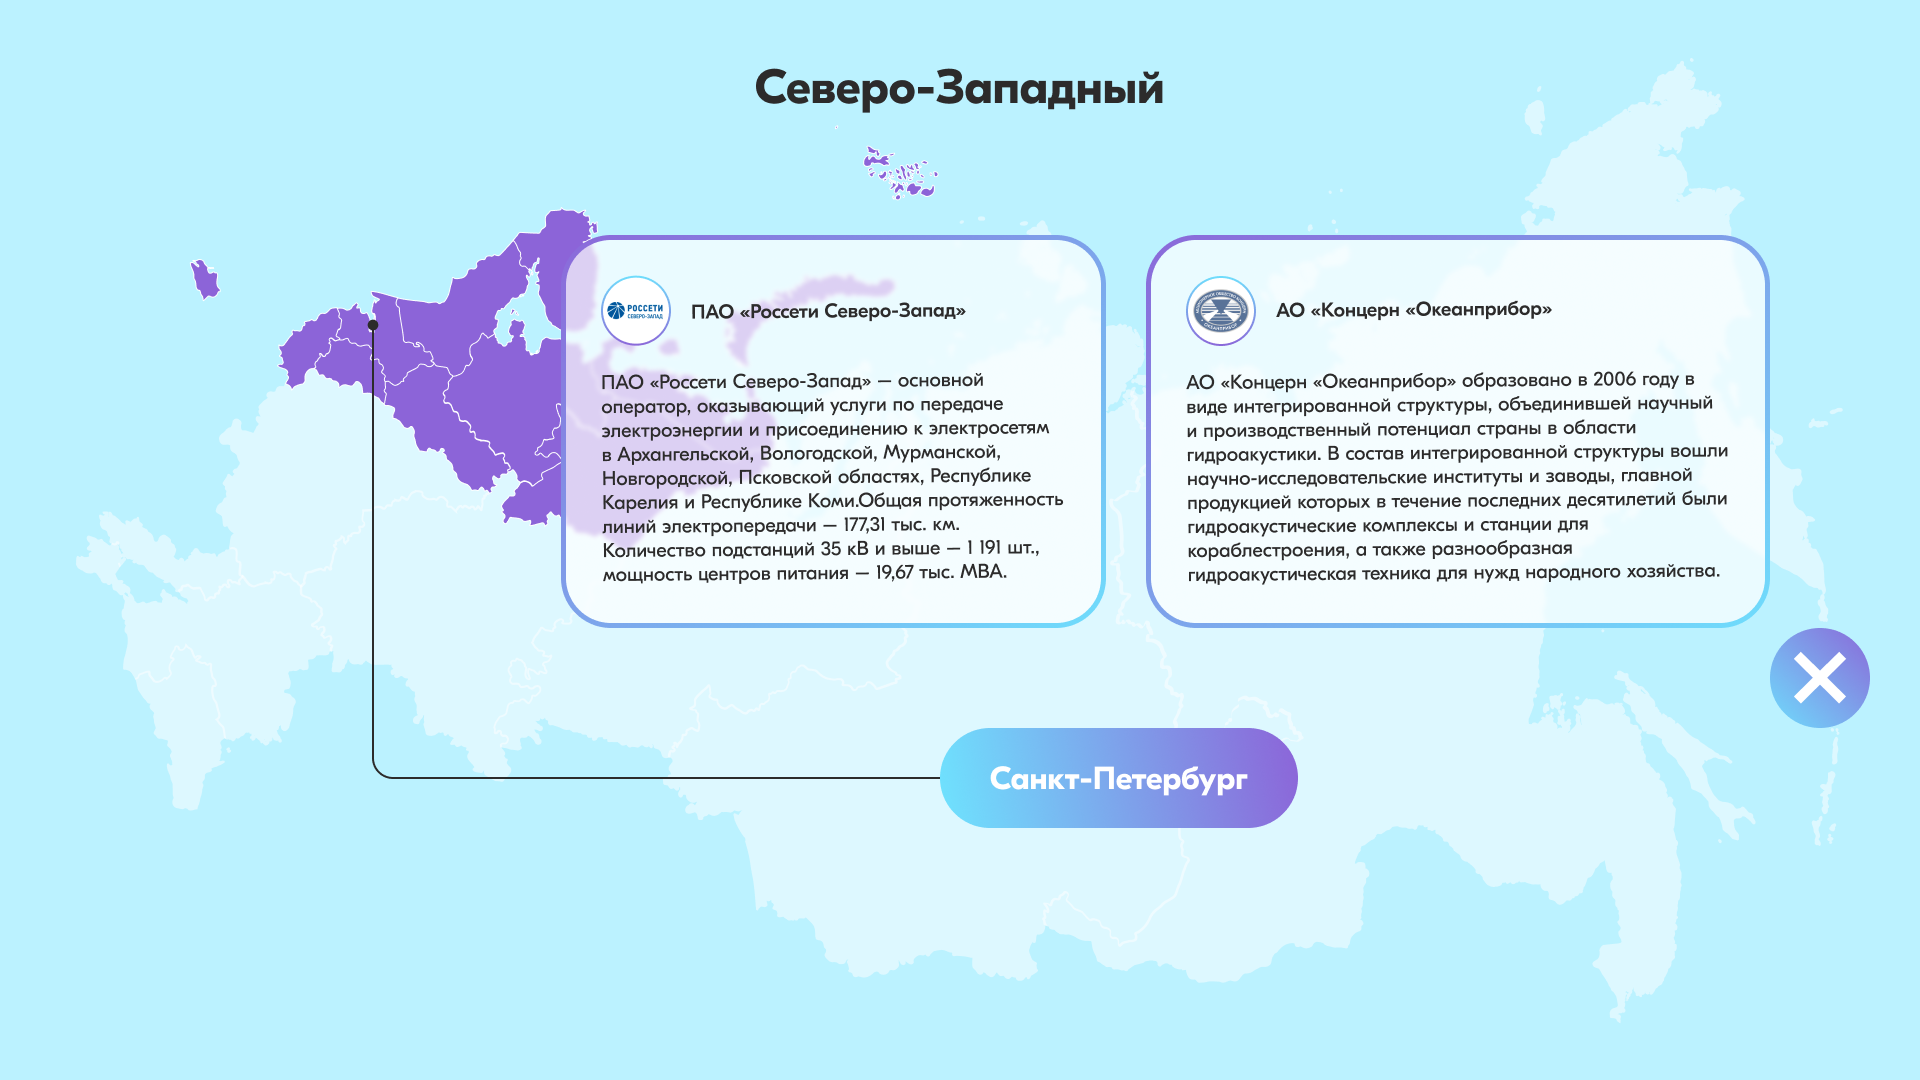 Северо-Западный
РОССЕТИ
СЕВЕРО-ЗАПАД
ПАО «Россети Северо-Запад»
ПАО «Россети Северо-Запад» – основной
оператор, оказывающий услуги по передаче
электроэнергии и присоединению к электросетям
в Архангельской, Вологодской, Мурманской,
Новгородской, Псковской областях, Республике
Карелия и Республике Коми.Общая протяженность
линий электропередачи – 177,31 тыс. км.
Количество подстанций 35 кВ и выше – 1 191 шт.,
мощность центров питания – 19,67 тыс. МВА.
ОКЕАНПРИБОР
АО «Концерн «Океанприбор»
АО «Концерн «Океанприбор» образовано в 2006 году в
виде интегрированной структуры, объединившей научный
и производственный потенциал страны в области
гидроакустики. В состав интегрированной структуры вошли
научно-исследовательские институты и заводы, главной
продукцией которых в течение последних десятилетий были
гидроакустические комплексы и станции для
кораблестроения, а также разнообразная
гидроакустическая техника для нужд народного хозяйства.
Санкт-Петербург